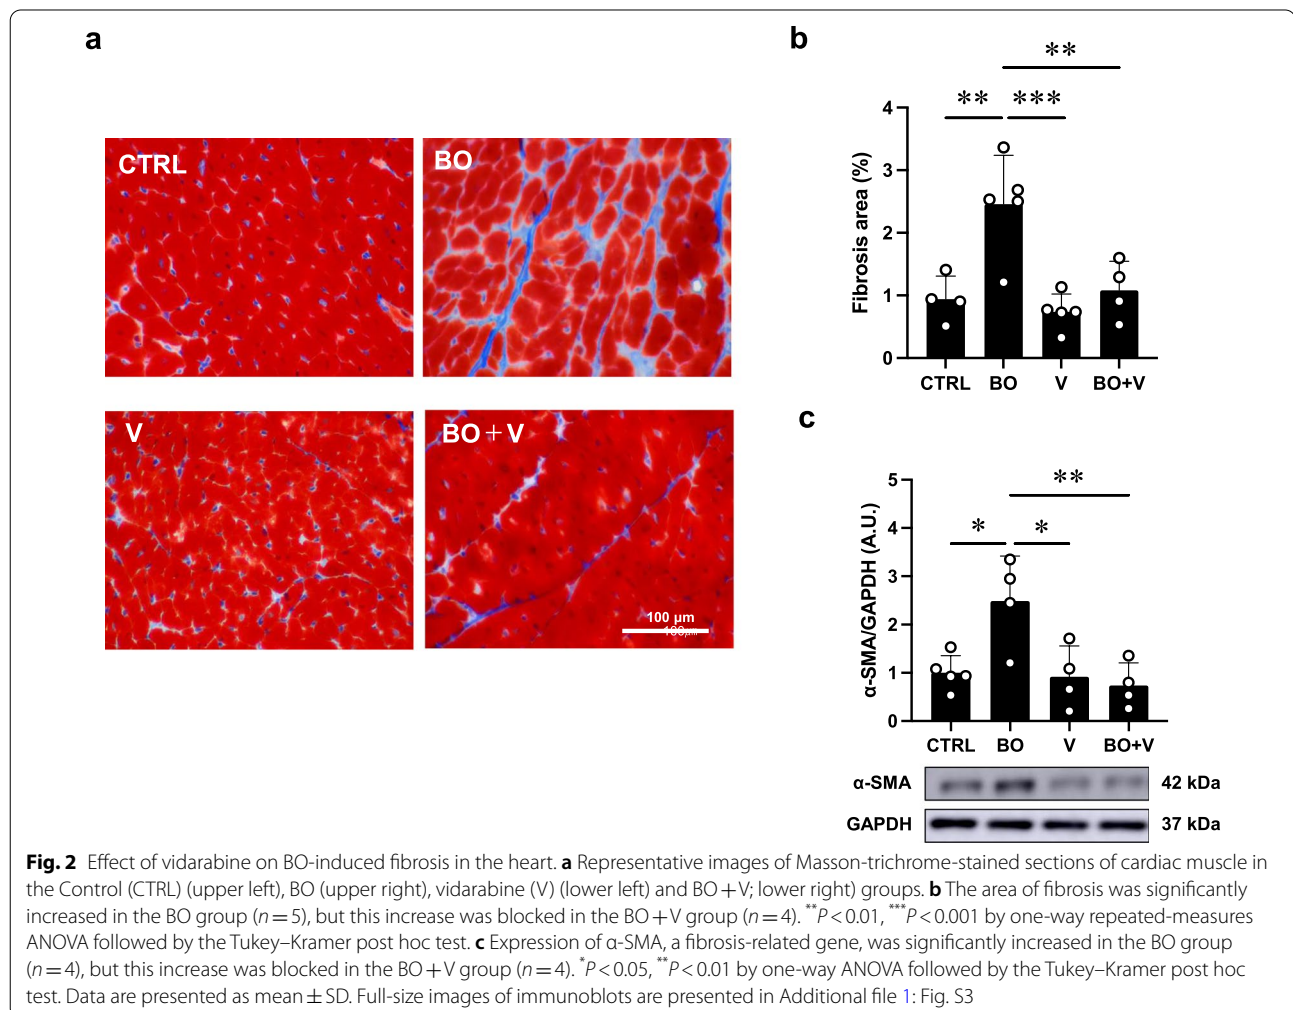 a
CTRL
BO
V
BO+V
100 µm
100µm
b
**
** ***
Fibrosis area (%)
4
3
2
1
0
CTRL BO V BO+V
c
**
* *
α-SMA/GAPDH (A.U.)
5
4
3
2
1
0
CTRL BO V BO+V
α-SMA 42 kDa
GAPDH 37 kDa
Fig. 2 Effect of vidarabine on BO-induced fibrosis in the heart. a Representative images of Masson-trichrome-stained sections of cardiac muscle in
the Control (CTRL) (upper left), BO (upper right), vidarabine (V) (lower left) and BO+V; lower right) groups. b The area of fibrosis was significantly
increased in the BO group (n=5), but this increase was blocked in the BO+V group (n=4). **P<0.01, ***P<0.001 by one-way repeated-measures
ANOVA followed by the Tukey–Kramer post hoc test. c Expression of α-SMA, a fibrosis-related gene, was significantly increased in the BO group
(n=4), but this increase was blocked in the BO+V group (n=4). *P<0.05, **P<0.01 by one-way ANOVA followed by the Tukey–Kramer post hoc
test. Data are presented as mean±SD. Full-size images of immunoblots are presented in Additional file 1: Fig. S3